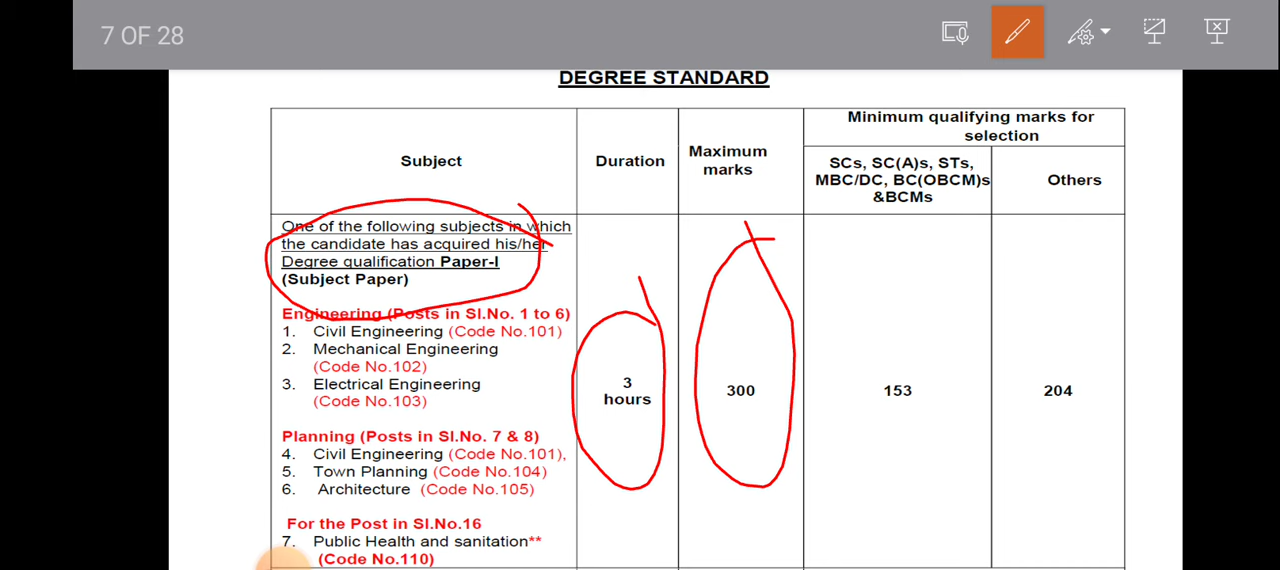 7 OF 28
DEGREE STANDARD
Subject
Duration
Maximum
marks
Minimum qualifying marks for
selection
SCs, SC(A)s, STs,
MBC/DC, BC(OBCM)s
&BCMs
Others
One of the following subjects in which
the candidate has acquired his/her
Degree qualification Paper-I
(Subject Paper)
Engineering (Posts in Sl.No. 1 to 6)
1. Civil Engineering (Code No.101)
2. Mechanical Engineering
(Code No.102)
3. Electrical Engineering
(Code No.103)
Planning (Posts in Sl.No. 7 & 8)
4. Civil Engineering (Code No.101),
5. Town Planning (Code No.104)
6. Architecture (Code No.105)
For the Post in Sl.No.16
7. Public Health and sanitation**
(Code No.110)
3
hours
300
153
204